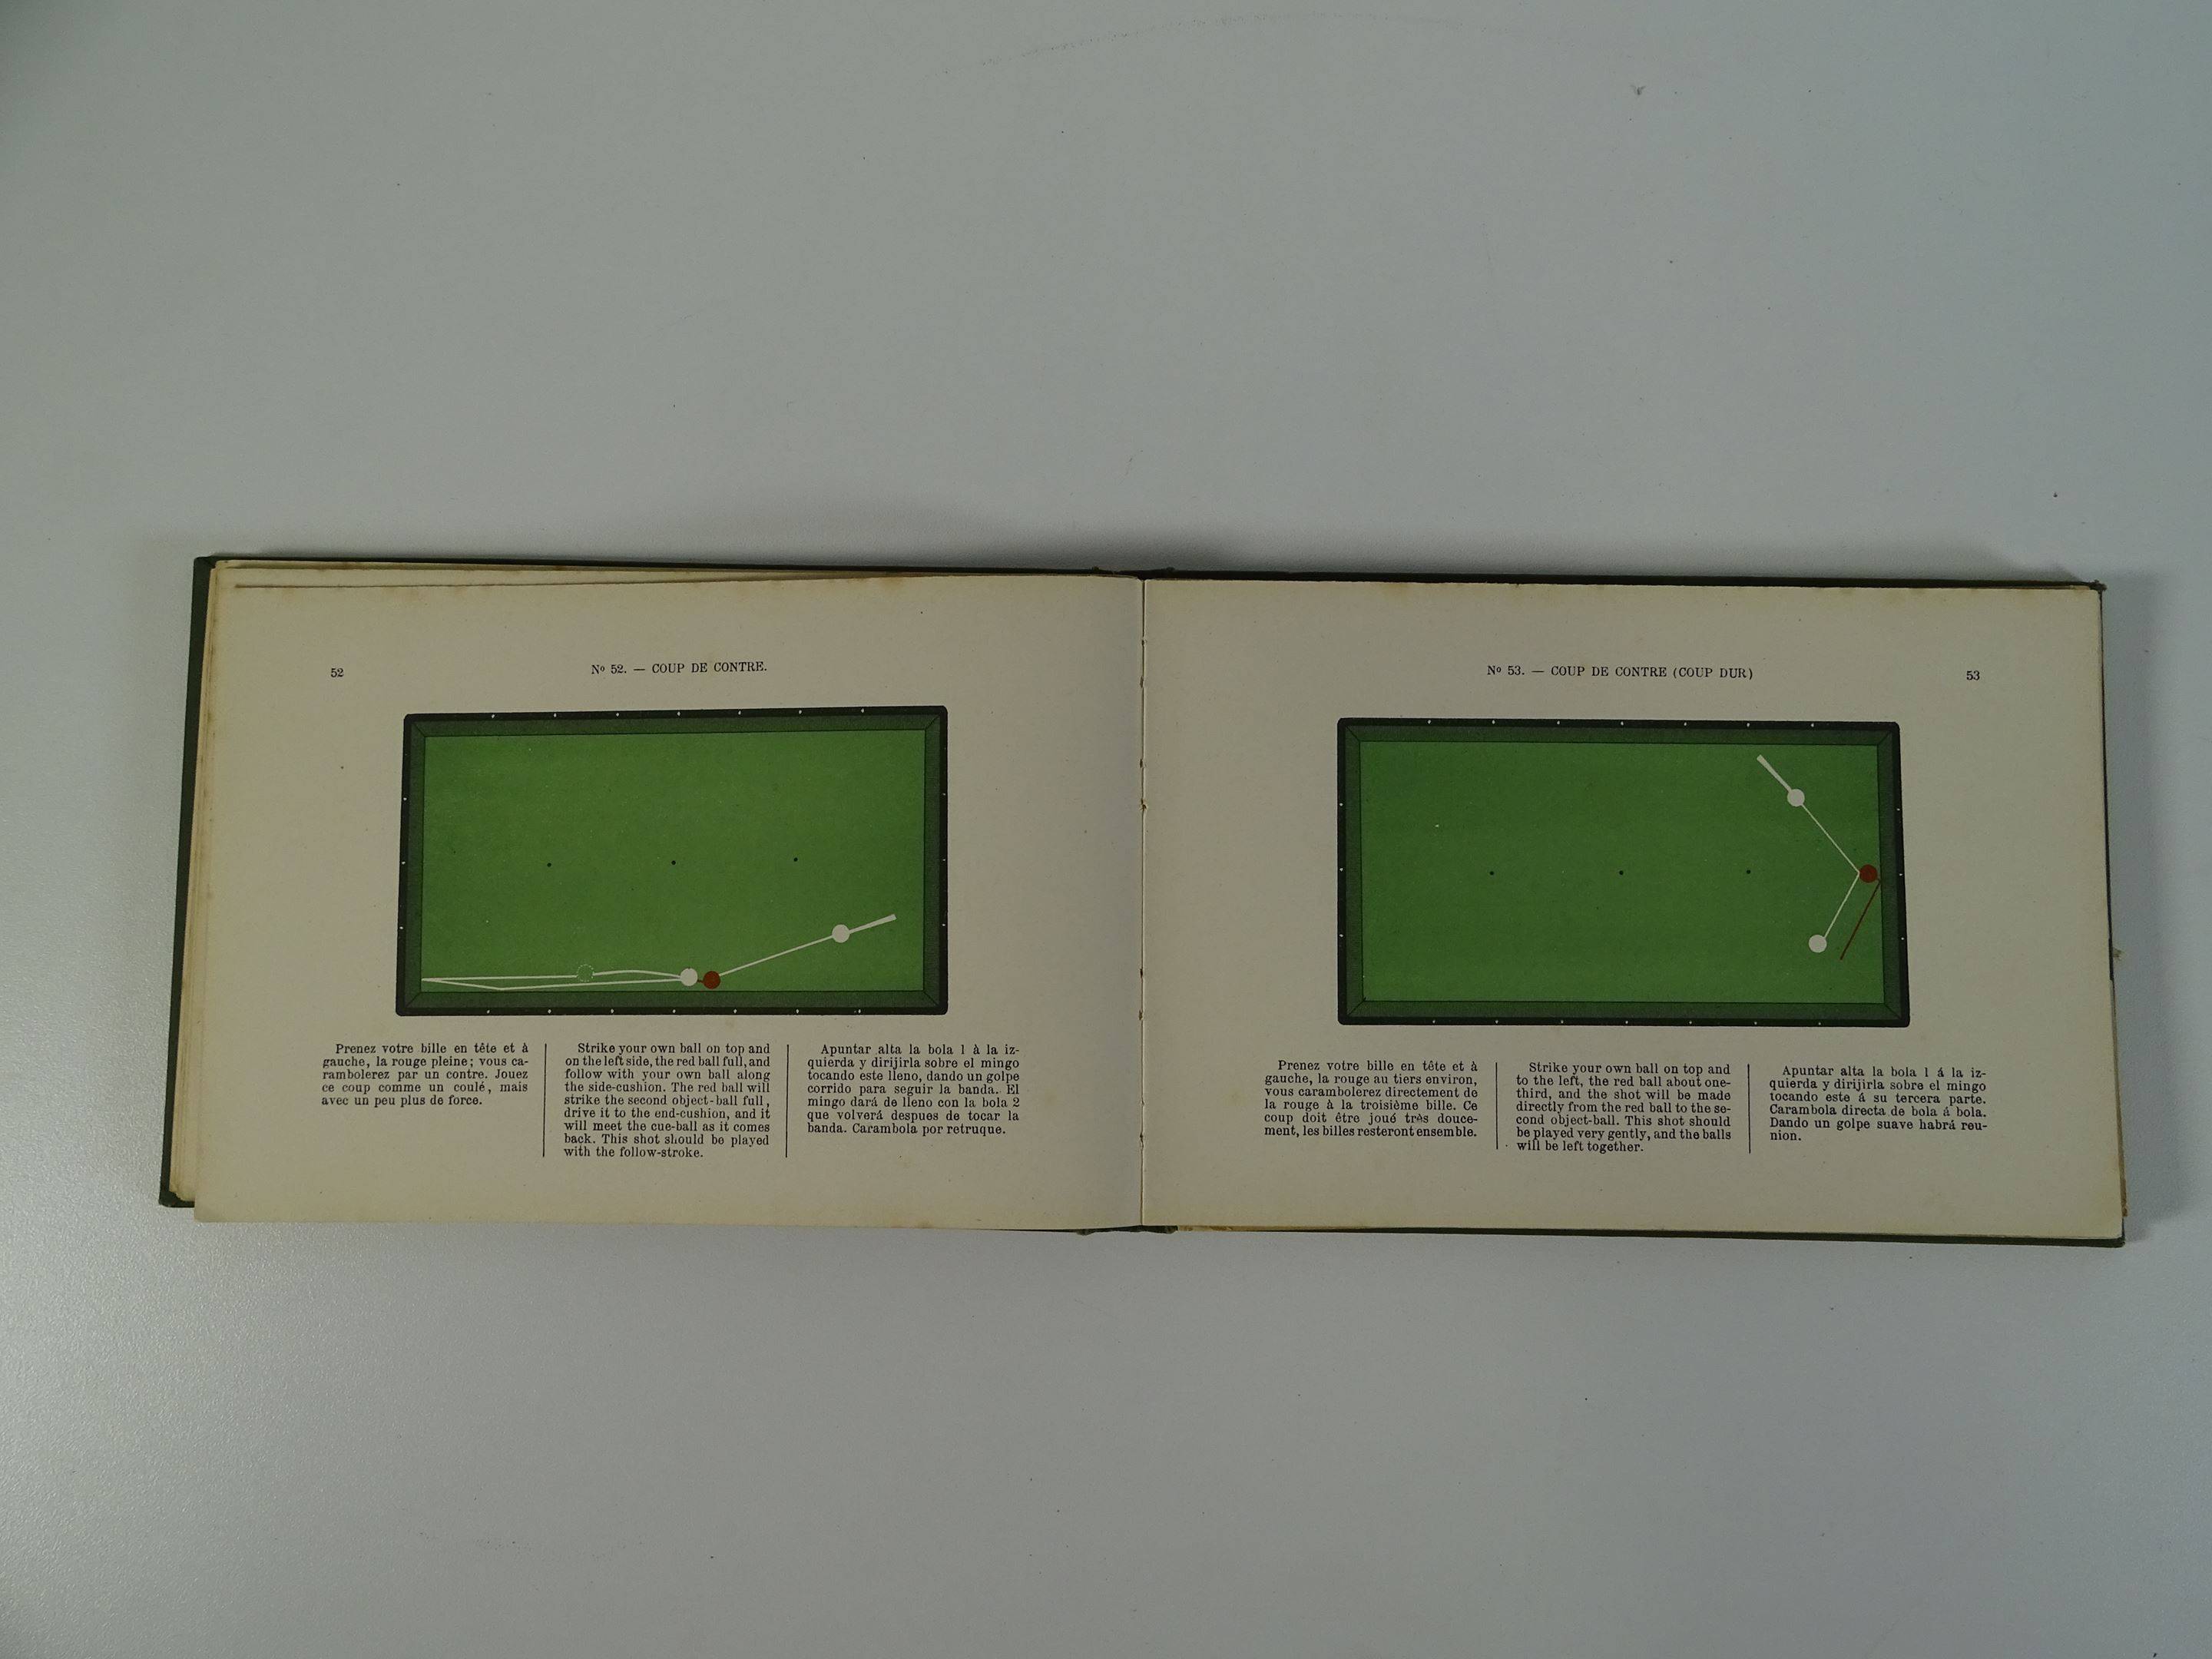 52
Nº 52. — COUP DE CONTRE.
Prenez votre bille en tête et à
gauche, la rouge pleine; vous ca-
rambolerez par un contre. Jouez
ce coup comme un coulé, mais
avec un peu plus de force.
Strike your own ball on top and
on the left side, the red ball full, and
follow with your own ball along
the side-cushion. The red ball will
strike the second object-ball full,
drive it to the end-cushion, and it
will meet the cue-ball as it comes
back. This shot should be played
with the follow-stroke.
Apuntar alta la bola 1 à la iz-
quierda y dirijirla sobre el mingo
tocando este lleno, dando un golpe
corrido para seguir la banda. El
mingo dará de lleno con la bola 2
que volverá despues de tocar la
banda. Carambola por retruque.
Nº 53. — COUP DE CONTRE (COUP DUR)
53
Prenez votre bille en tête et à
gauche, la rouge au tiers environ,
vous carambolerez directement de
la rouge à la troisième bille. Ce
coup doit être joué très douce-
ment, les billes resteront ensemble.
Strike your own ball on top and
to the left, the red ball about one-
third, and the shot will be made
directly from the red ball to the se-
cond object-ball. This shot should
be played very gently, and the balls
will be left together.
Apuntar alta la bola 1 á la iz-
quierda y dirijirla sobre el mingo
tocando este á su tercera parte.
Carambola directa de bola á bola.
Dando un golpe suave habrá reu-
nion.